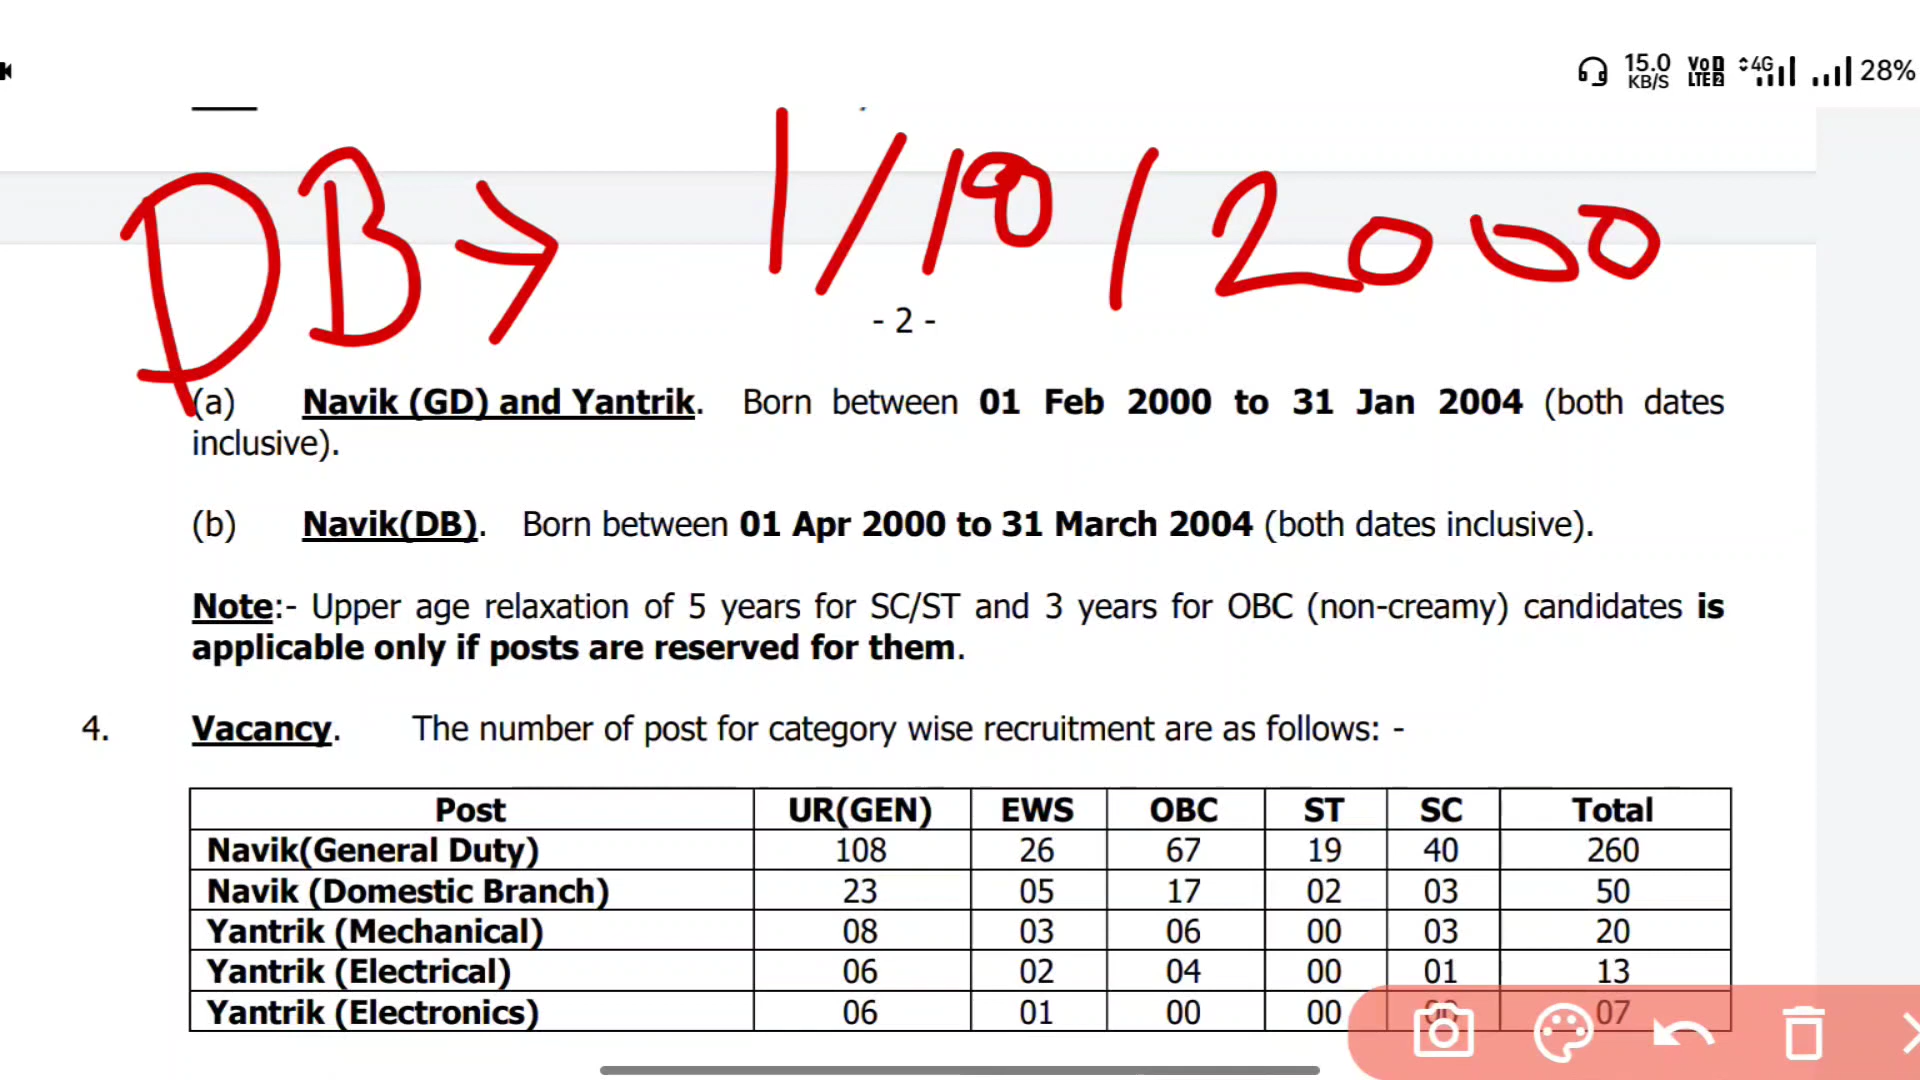 15.0 KB/S VoD LTE2 4G 28%
DB → 1/10/2000
- 2 -
(a) Navik (GD) and Yantrik. Born between 01 Feb 2000 to 31 Jan 2004 (both dates
inclusive).
(b) Navik(DB). Born between 01 Apr 2000 to 31 March 2004 (both dates inclusive).
Note:- Upper age relaxation of 5 years for SC/ST and 3 years for OBC (non-creamy) candidates is
applicable only if posts are reserved for them.
4. Vacancy. The number of post for category wise recruitment are as follows: -
Post UR(GEN) EWS OBC ST SC Total
Navik(General Duty) 108 26 67 19 40 260
Navik (Domestic Branch) 23 05 17 02 03 50
Yantrik (Mechanical) 08 03 06 00 03 20
Yantrik (Electrical) 06 02 04 00 01 13
Yantrik (Electronics) 06 01 00 00 00 07